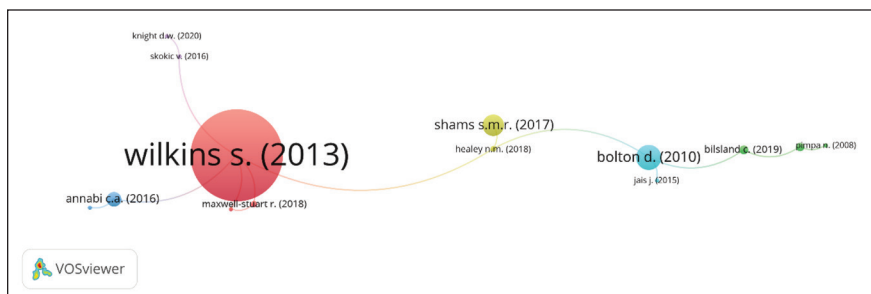 knight d.w. (2020)
skokic v. (2016)
wilkins s. (2013)
shams s.m.r. (2017)
healey n.m. (2018)
bolton d. (2010)
bilsland c. (2019)
pimpa n. (2008)
jais j. (2015)
annabi c.a. (2016)
maxwell-stuart r. (2018)
VOSviewer